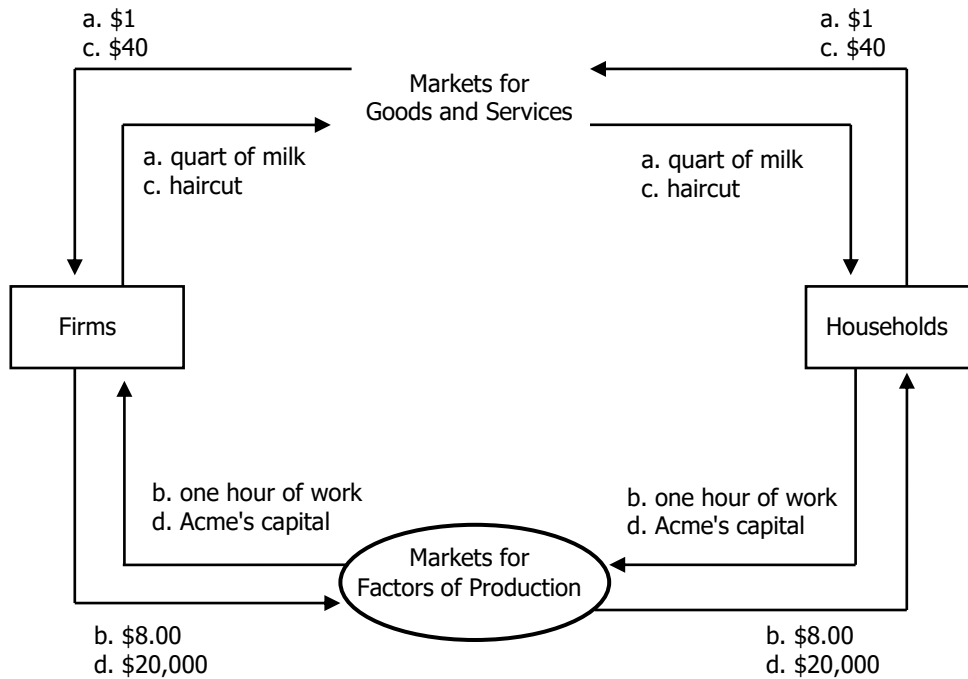 a. $1
c. $40
a. $1
c. $40
Markets for
Goods and Services
a. quart of milk
c. haircut
a. quart of milk
c. haircut
Firms
Households
b. one hour of work
d. Acme's capital
b. one hour of work
d. Acme's capital
Markets for
Factors of Production
b. $8.00
d. $20,000
b. $8.00
d. $20,000